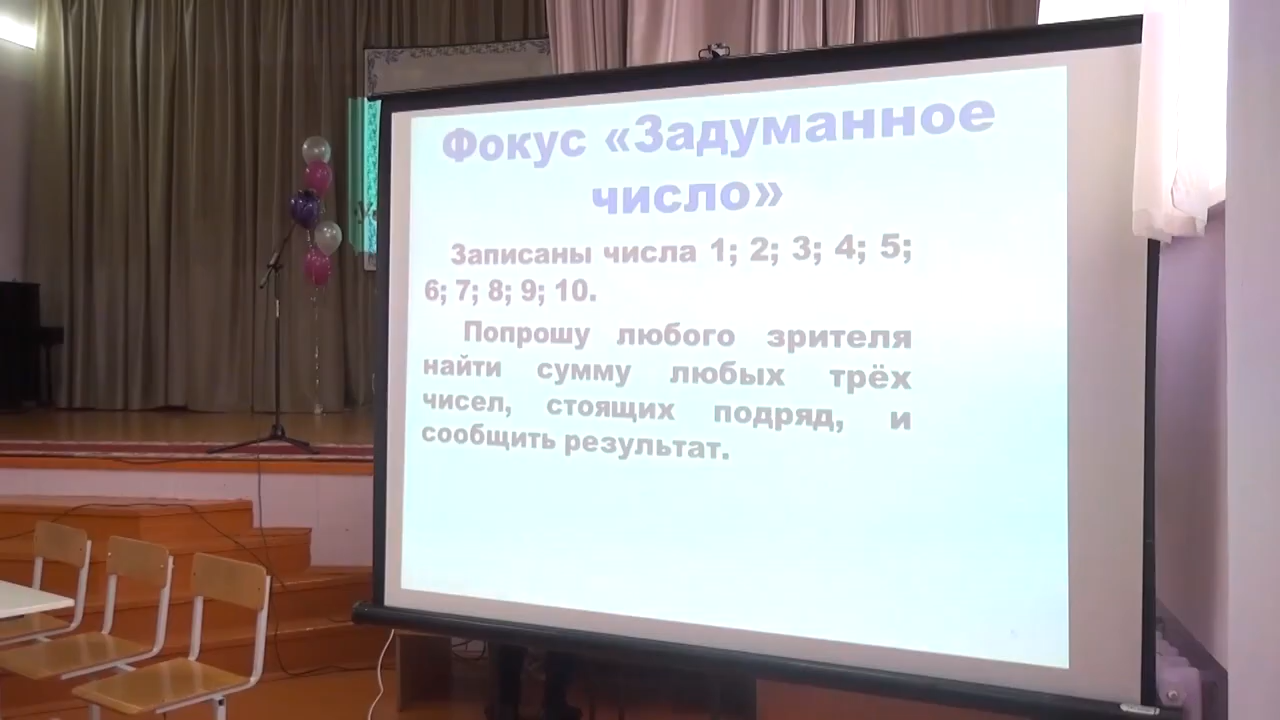 Фокус «Задуманное
число»
Записаны числа 1; 2; 3; 4; 5;
6; 7; 8; 9; 10.
Попрошу любого зрителя
найти сумму любых трёх
чисел, стоящих подряд, и
сообщить результат.